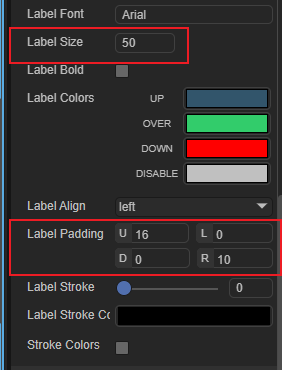 Label Font Arial
Label Size 50
Label Bold
Label Colors UP
OVER
DOWN
DISABLE
Label Align left
Label Padding U 16 L 0
D 0 R 10
Label Stroke 0
Label Stroke Co
Stroke Colors